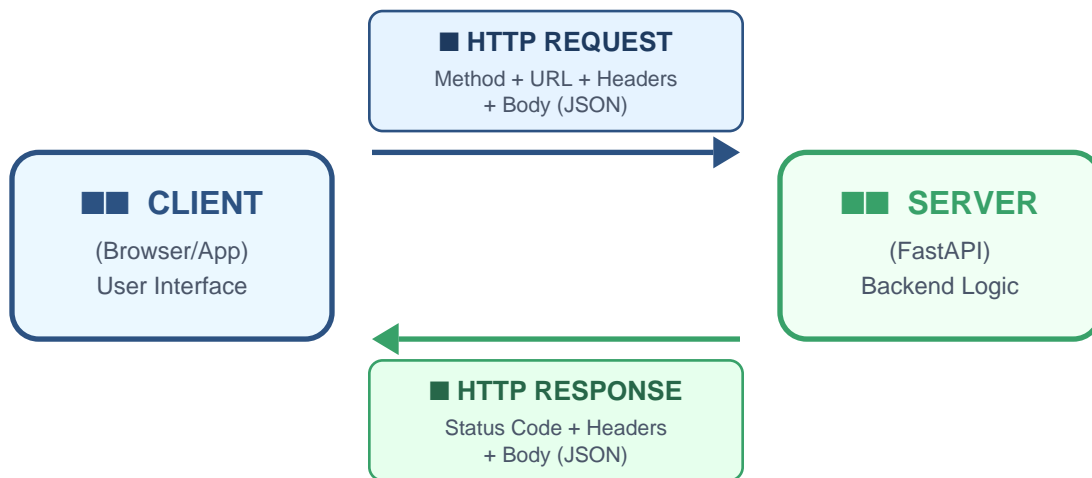 ■ HTTP REQUEST
Method + URL + Headers
+ Body (JSON)
■■ CLIENT
(Browser/App)
User Interface
■■ SERVER
(FastAPI)
Backend Logic
■ HTTP RESPONSE
Status Code + Headers
+ Body (JSON)